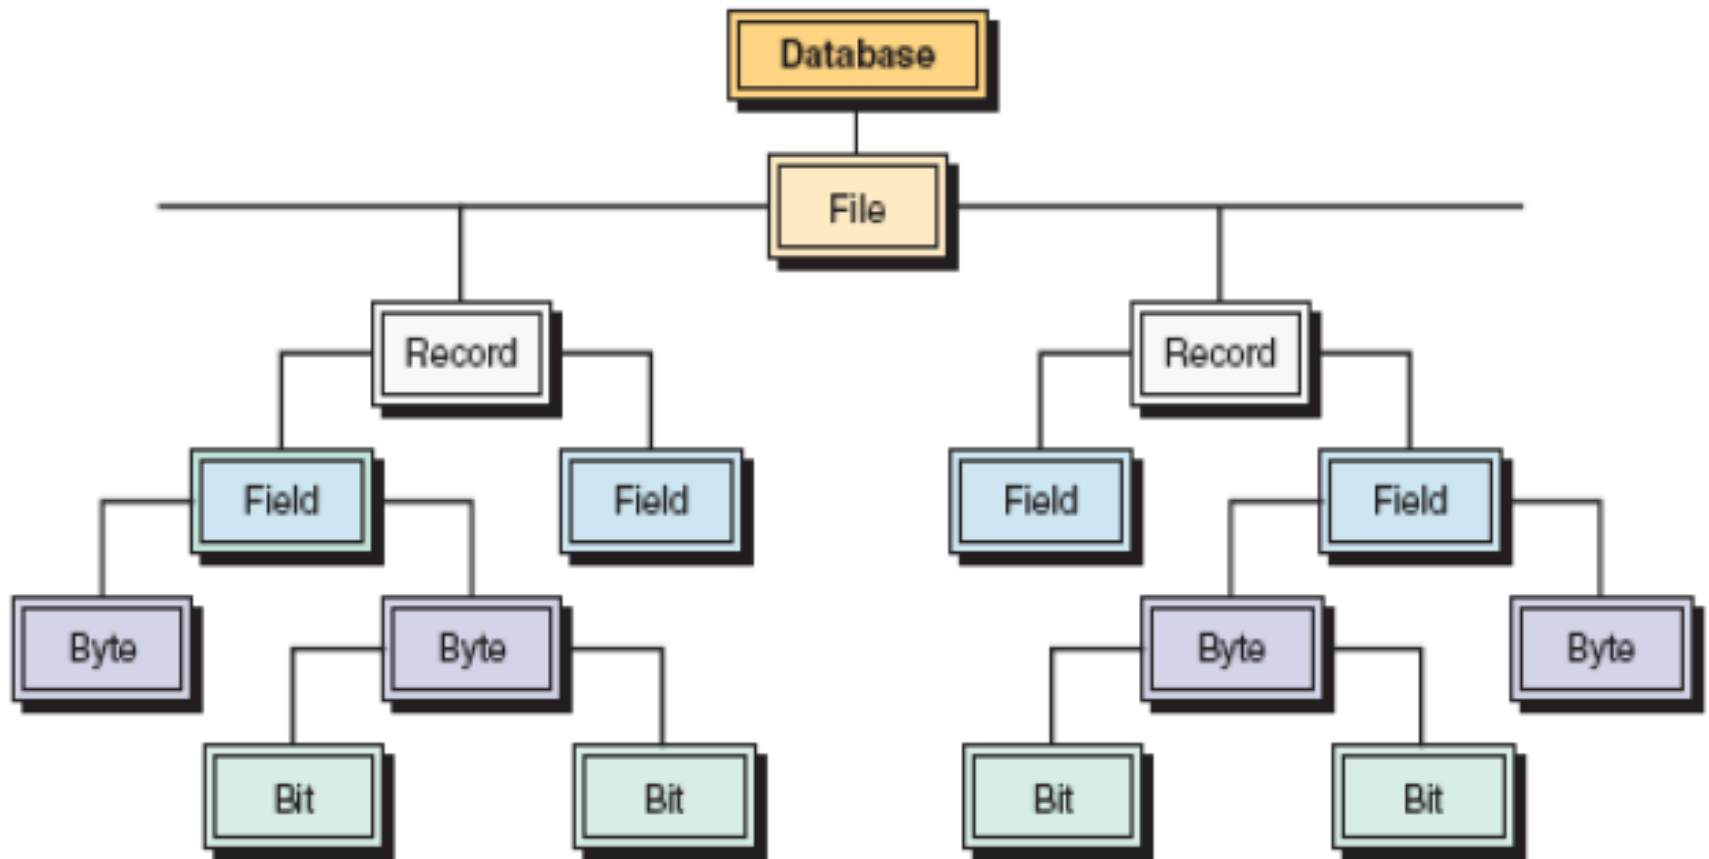 Database
File
Record
Record
Field
Field
Field
Field
Byte
Byte
Byte
Byte
Bit
Bit
Bit
Bit